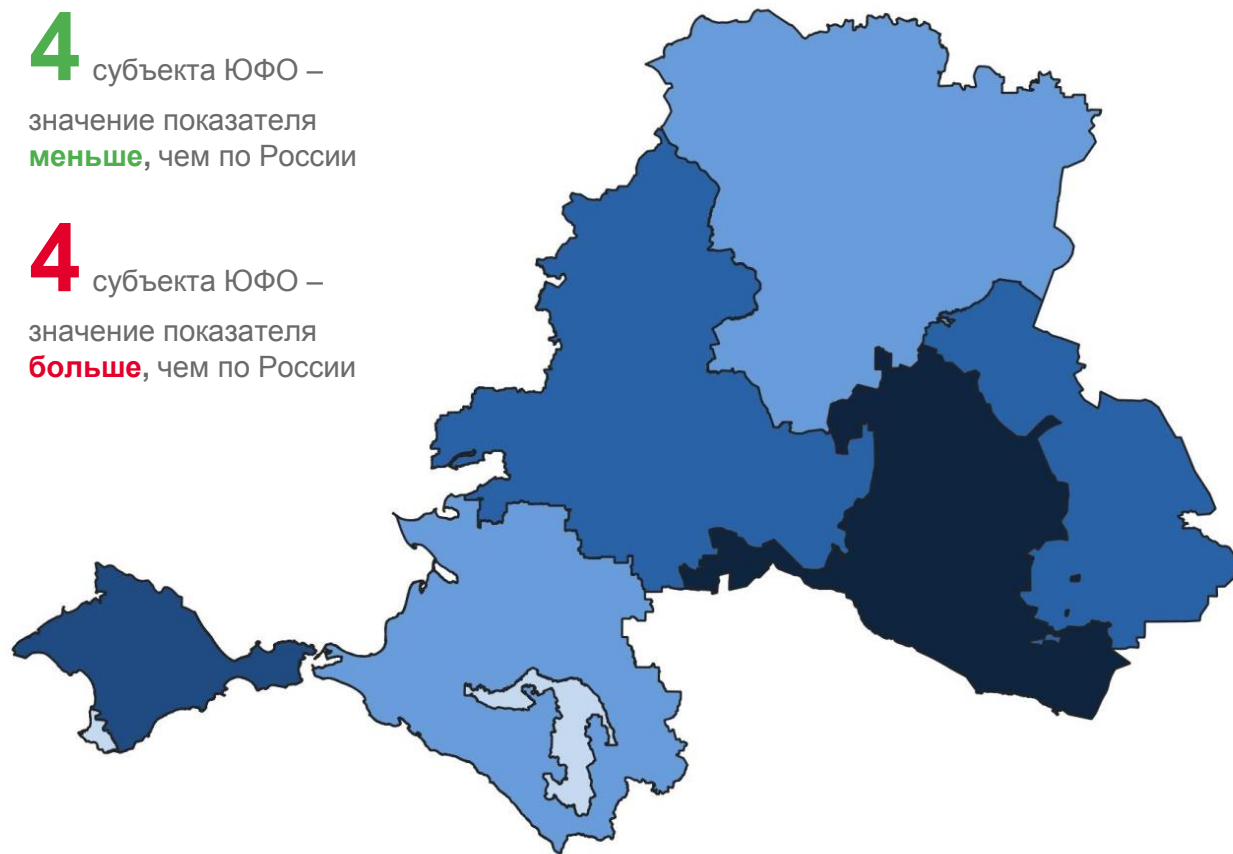 4 субъекта ЮФО –
значение показателя
меньше, чем по России
4 субъекта ЮФО –
значение показателя
больше, чем по России